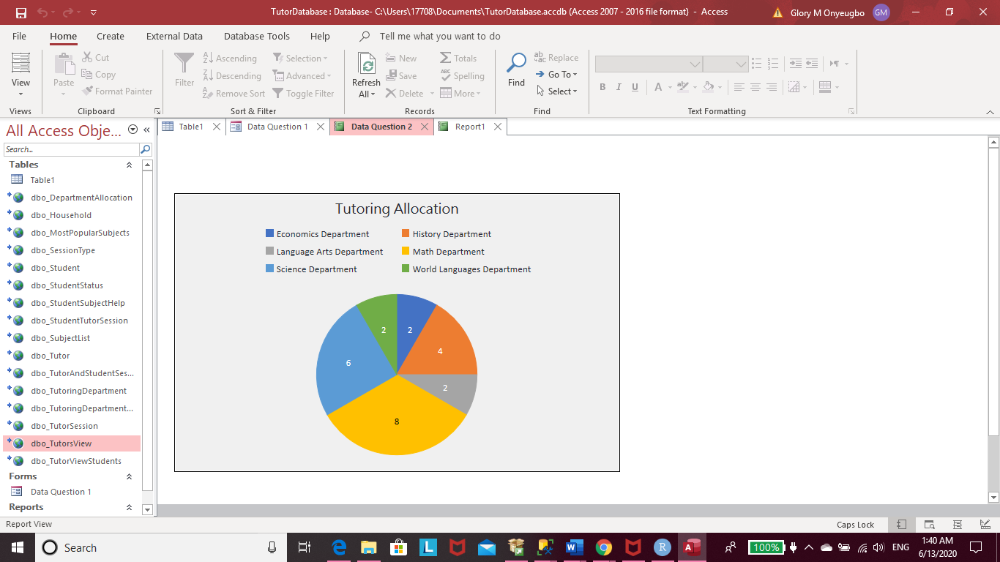 TutorDatabase : Database- C:\Users\17708\Documents\TutorDatabase.accdb (Access 2007 - 2016 file format) - Access
Glory M Onyeugbo
GM
File Home Create External Data Database Tools Help Tell me what you want to do
View
Views
Paste
Cut
Copy
Format Painter
Clipboard
Filter
Ascending
Descending
Remove Sort
Selection
Advanced
Toggle Filter
Sort & Filter
Refresh
All
New
Save
Delete
Totals
Spelling
More
Records
Find
Replace
Go To
Select
Find
B I U A
Text Formatting
All Access Obje...
Search...
Tables
Table1
dbo_DepartmentAllocation
dbo_Household
dbo_MostPopularSubjects
dbo_SessionType
dbo_Student
dbo_StudentStatus
dbo_StudentSubjectHelp
dbo_StudentTutorSession
dbo_SubjectList
dbo_Tutor
dbo_TutorAndStudentSes...
dbo_TutoringDepartment
dbo_TutoringDepartment...
dbo_TutorSession
dbo_TutorsView
dbo_TutorViewStudents
Forms
Data Question 1
Reports
Table1 Data Question 1 Data Question 2 Report1
Tutoring Allocation
Economics Department History Department
Language Arts Department Math Department
Science Department World Languages Department
2 2
4
6
2
8
Report View
Caps Lock
Search
100%
ENG
1:40 AM
6/13/2020